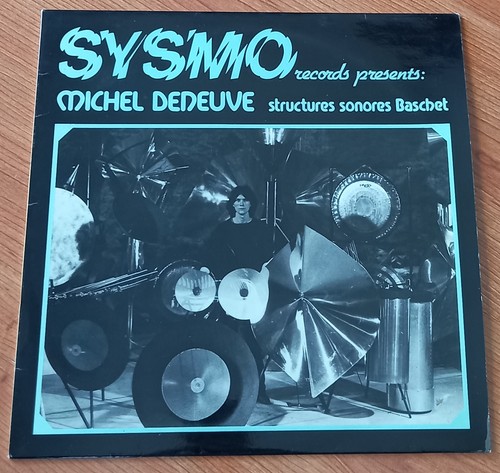 SYSMO records presents:
MICHEL DENEUVE structures sonores Baschet